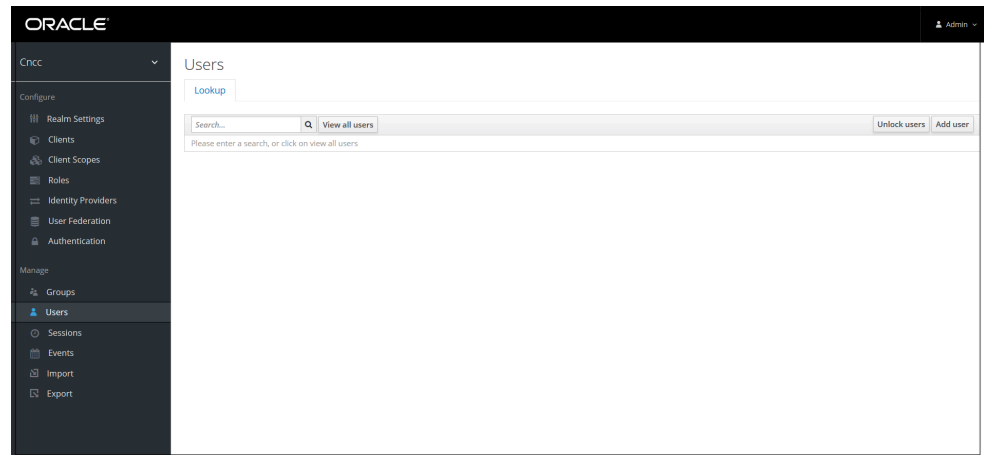 ORACLE
Admin
Cncc
Configure
Realm Settings
Clients
Client Scopes
Roles
Identity Providers
User Federation
Authentication
Manage
Groups
Users
Sessions
Events
Import
Export
Users
Lookup
Search... View all users Unlock users Add user
Please enter a search, or click on view all users